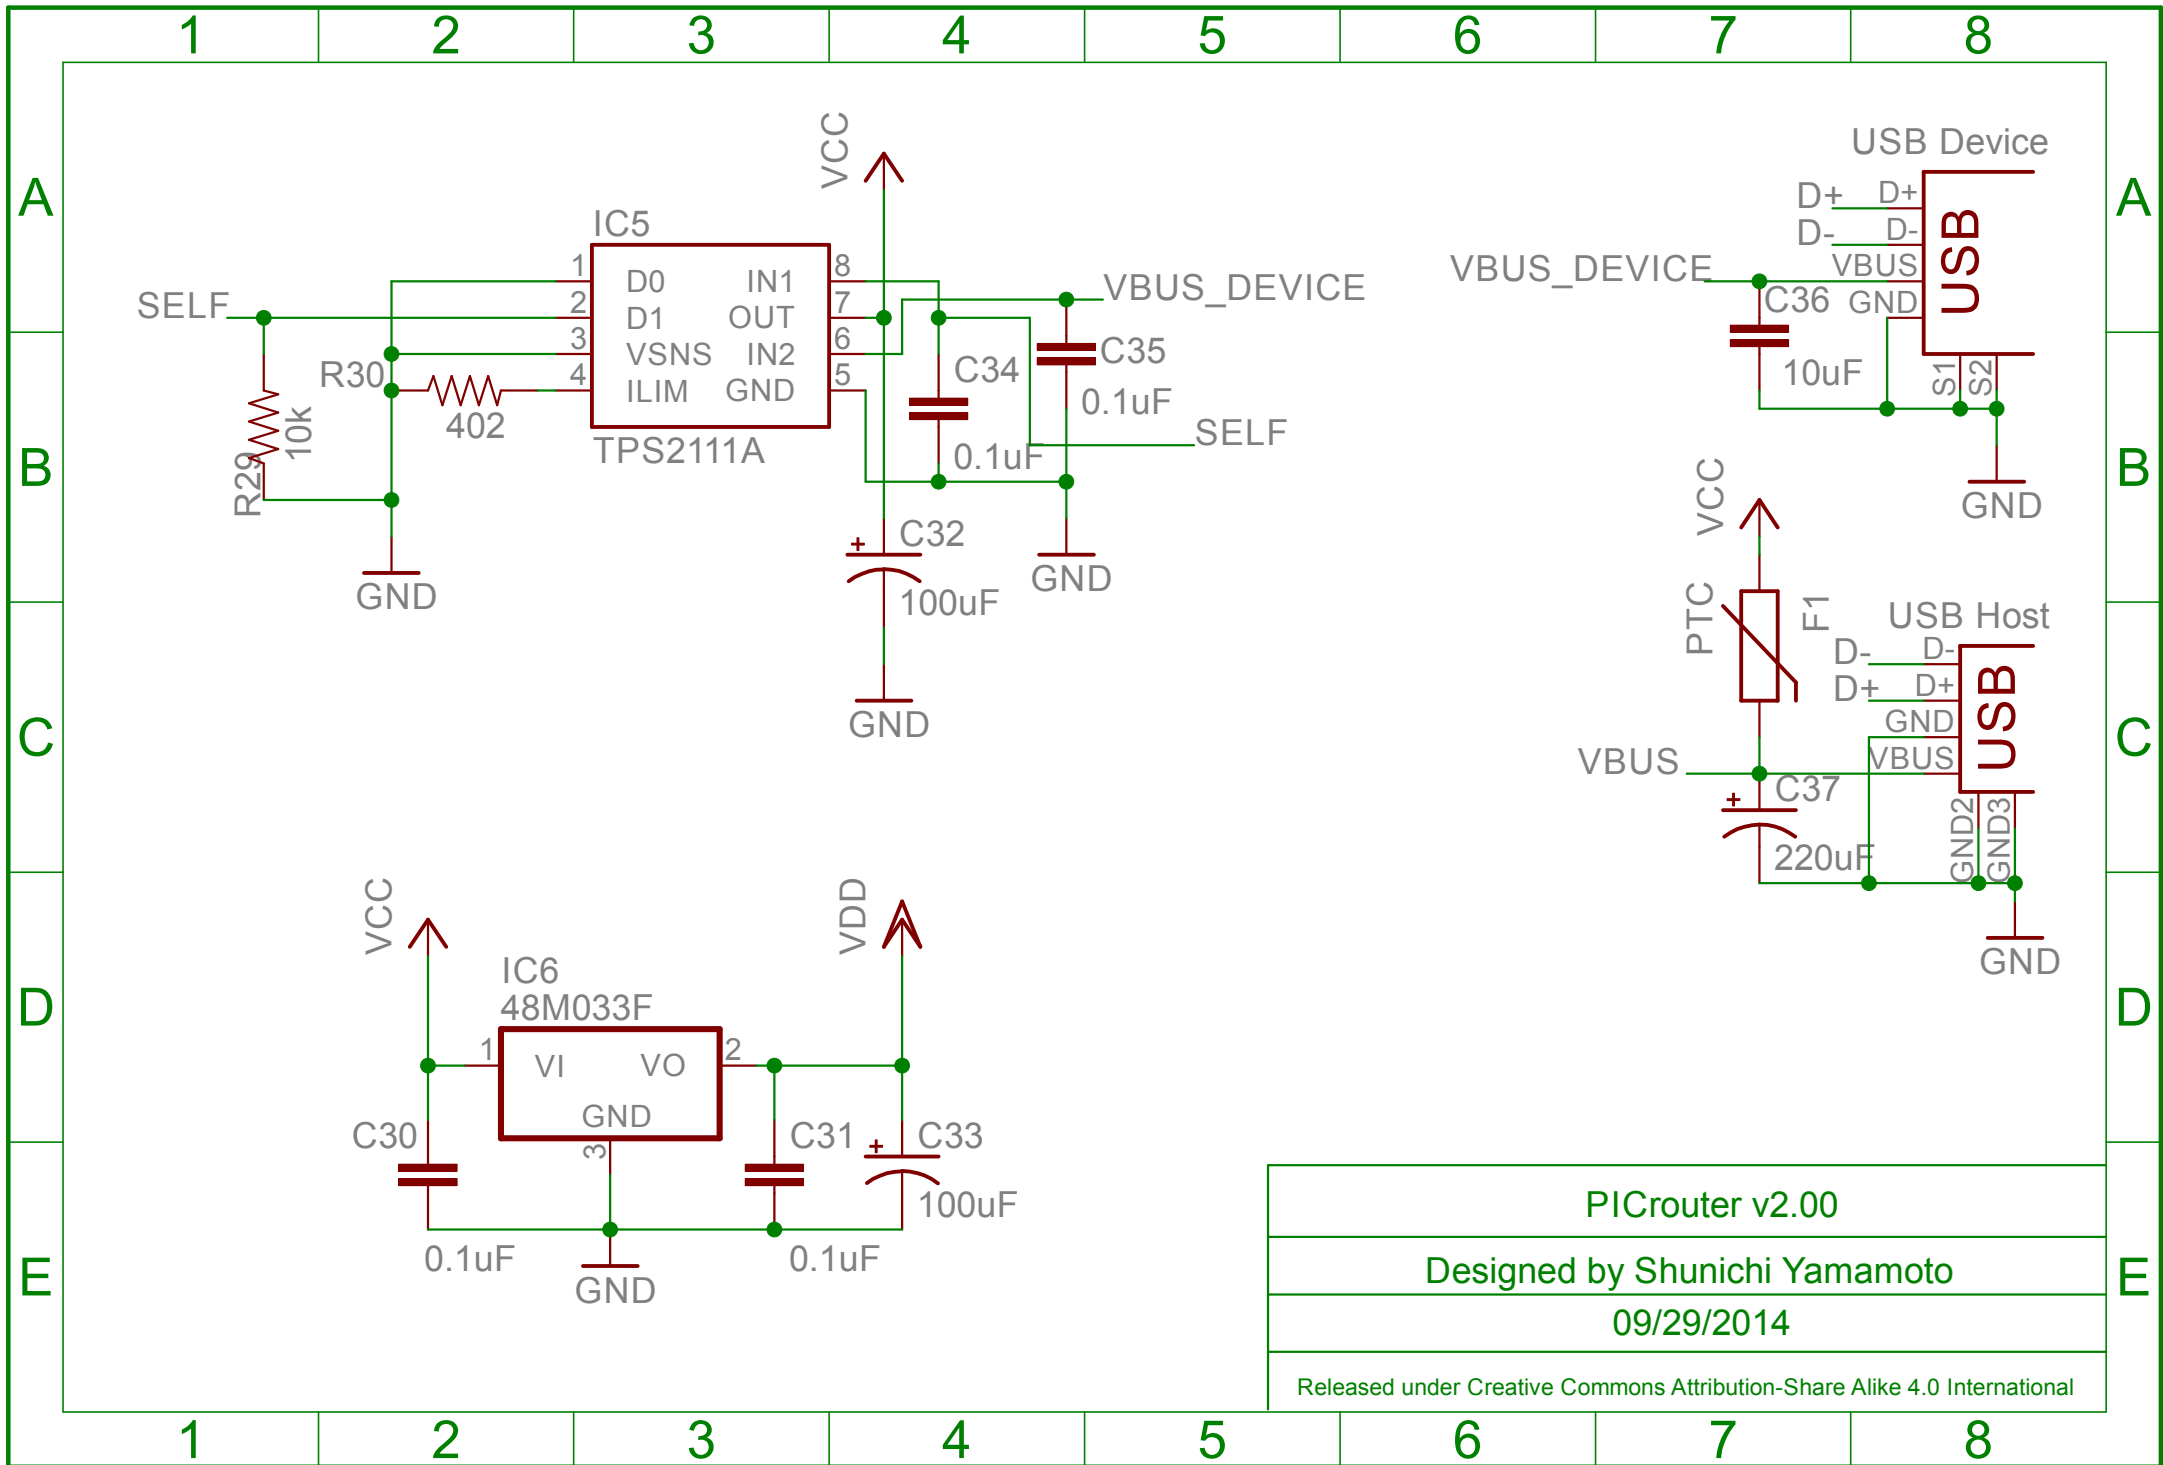 1 2 3 4 5 6 7 8
A
B
C
D
E
A
B
C
D
E
VCC
IC5
1
2
3
4
D0
D1
VSNS
ILIM
IN1
OUT
IN2
GND
8
7
6
5
TPS2111A
SELF
R30
402
10k
R29
GND
VBUS_DEVICE
C34
0.1uF
C35
0.1uF
SELF
GND
C32
+
100uF
GND
USB Device
D+
D-
D+
D-
VBUS
GND
USB
VBUS_DEVICE
C36
10uF
S1
S2
GND
VCC
PTC
F1
USB Host
D-
D+
D-
D+
GND
VBUS
USB
VBUS
C37
+
220uF
GND2
GND3
GND
VCC
VDD
IC6
48M033F
1
VI
VO
2
GND
3
C30
0.1uF
C31
0.1uF
C33
+
100uF
GND
PICrouter v2.00
Designed by Shunichi Yamamoto
09/29/2014
Released under Creative Commons Attribution-Share Alike 4.0 International
1 2 3 4 5 6 7 8